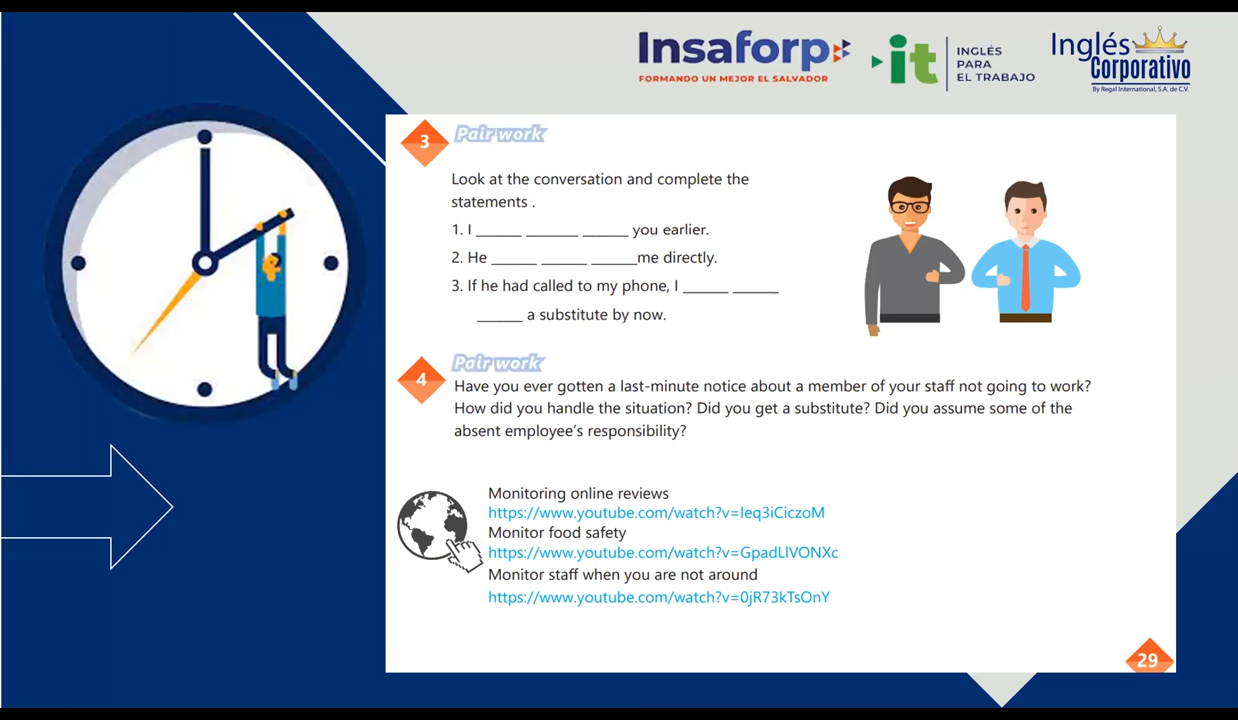 Insaforp
FORMANDO UN MEJOR EL SALVADOR
it
INGLÉS
PARA
EL TRABAJO
Inglés
Corporativo
By Regal International, S.A. de C.V.
3
Pair work
Look at the conversation and complete the
statements .
1. I ______ _______ ______ you earlier.
2. He ______ ______ ______me directly.
3. If he had called to my phone, I ______ ______
______ a substitute by now.
4
Pair work
Have you ever gotten a last-minute notice about a member of your staff not going to work?
How did you handle the situation? Did you get a substitute? Did you assume some of the
absent employee's responsibility?
Monitoring online reviews
https://www.youtube.com/watch?v=Ieq3iCiczoM
Monitor food safety
https://www.youtube.com/watch?v=GpadLlVONXc
Monitor staff when you are not around
https://www.youtube.com/watch?v=0jR73kTsOnY
29